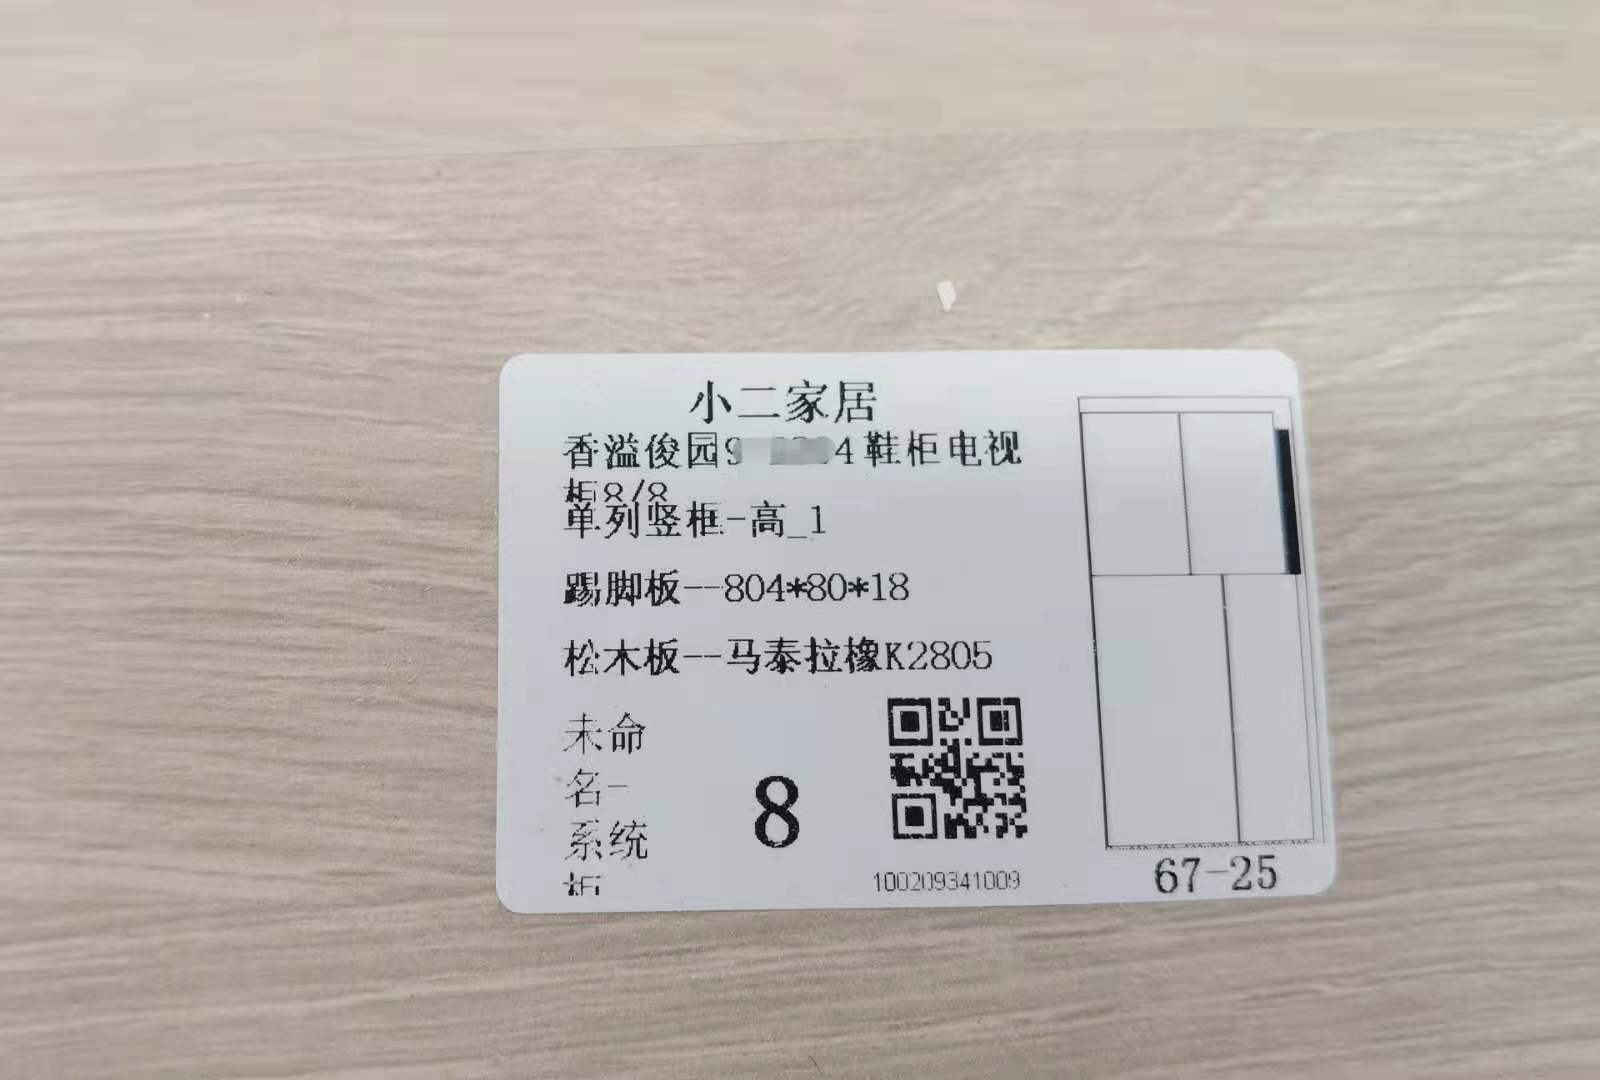 小二家居
香溢俊园9 4鞋柜电视
柜8/8
单列竖框-高_1
踢脚板--804*80*18
松木板--马泰拉橡K2805
未命
名-
系统
柜
8
100209341009
67-25